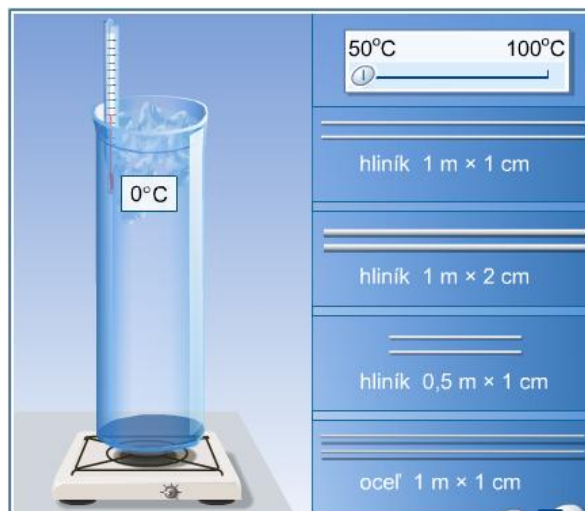 50°C 100°C
0°C
hliník 1 m × 1 cm
hliník 1 m × 2 cm
hliník 0,5 m × 1 cm
oceľ 1 m × 1 cm